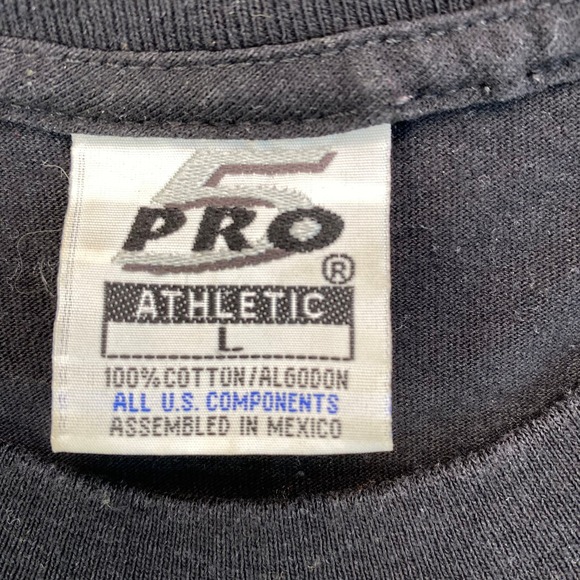 PRO 5
®
ATHLETIC
L
100% COTTON/ALGODON
ALL U.S. COMPONENTS
ASSEMBLED IN MEXICO